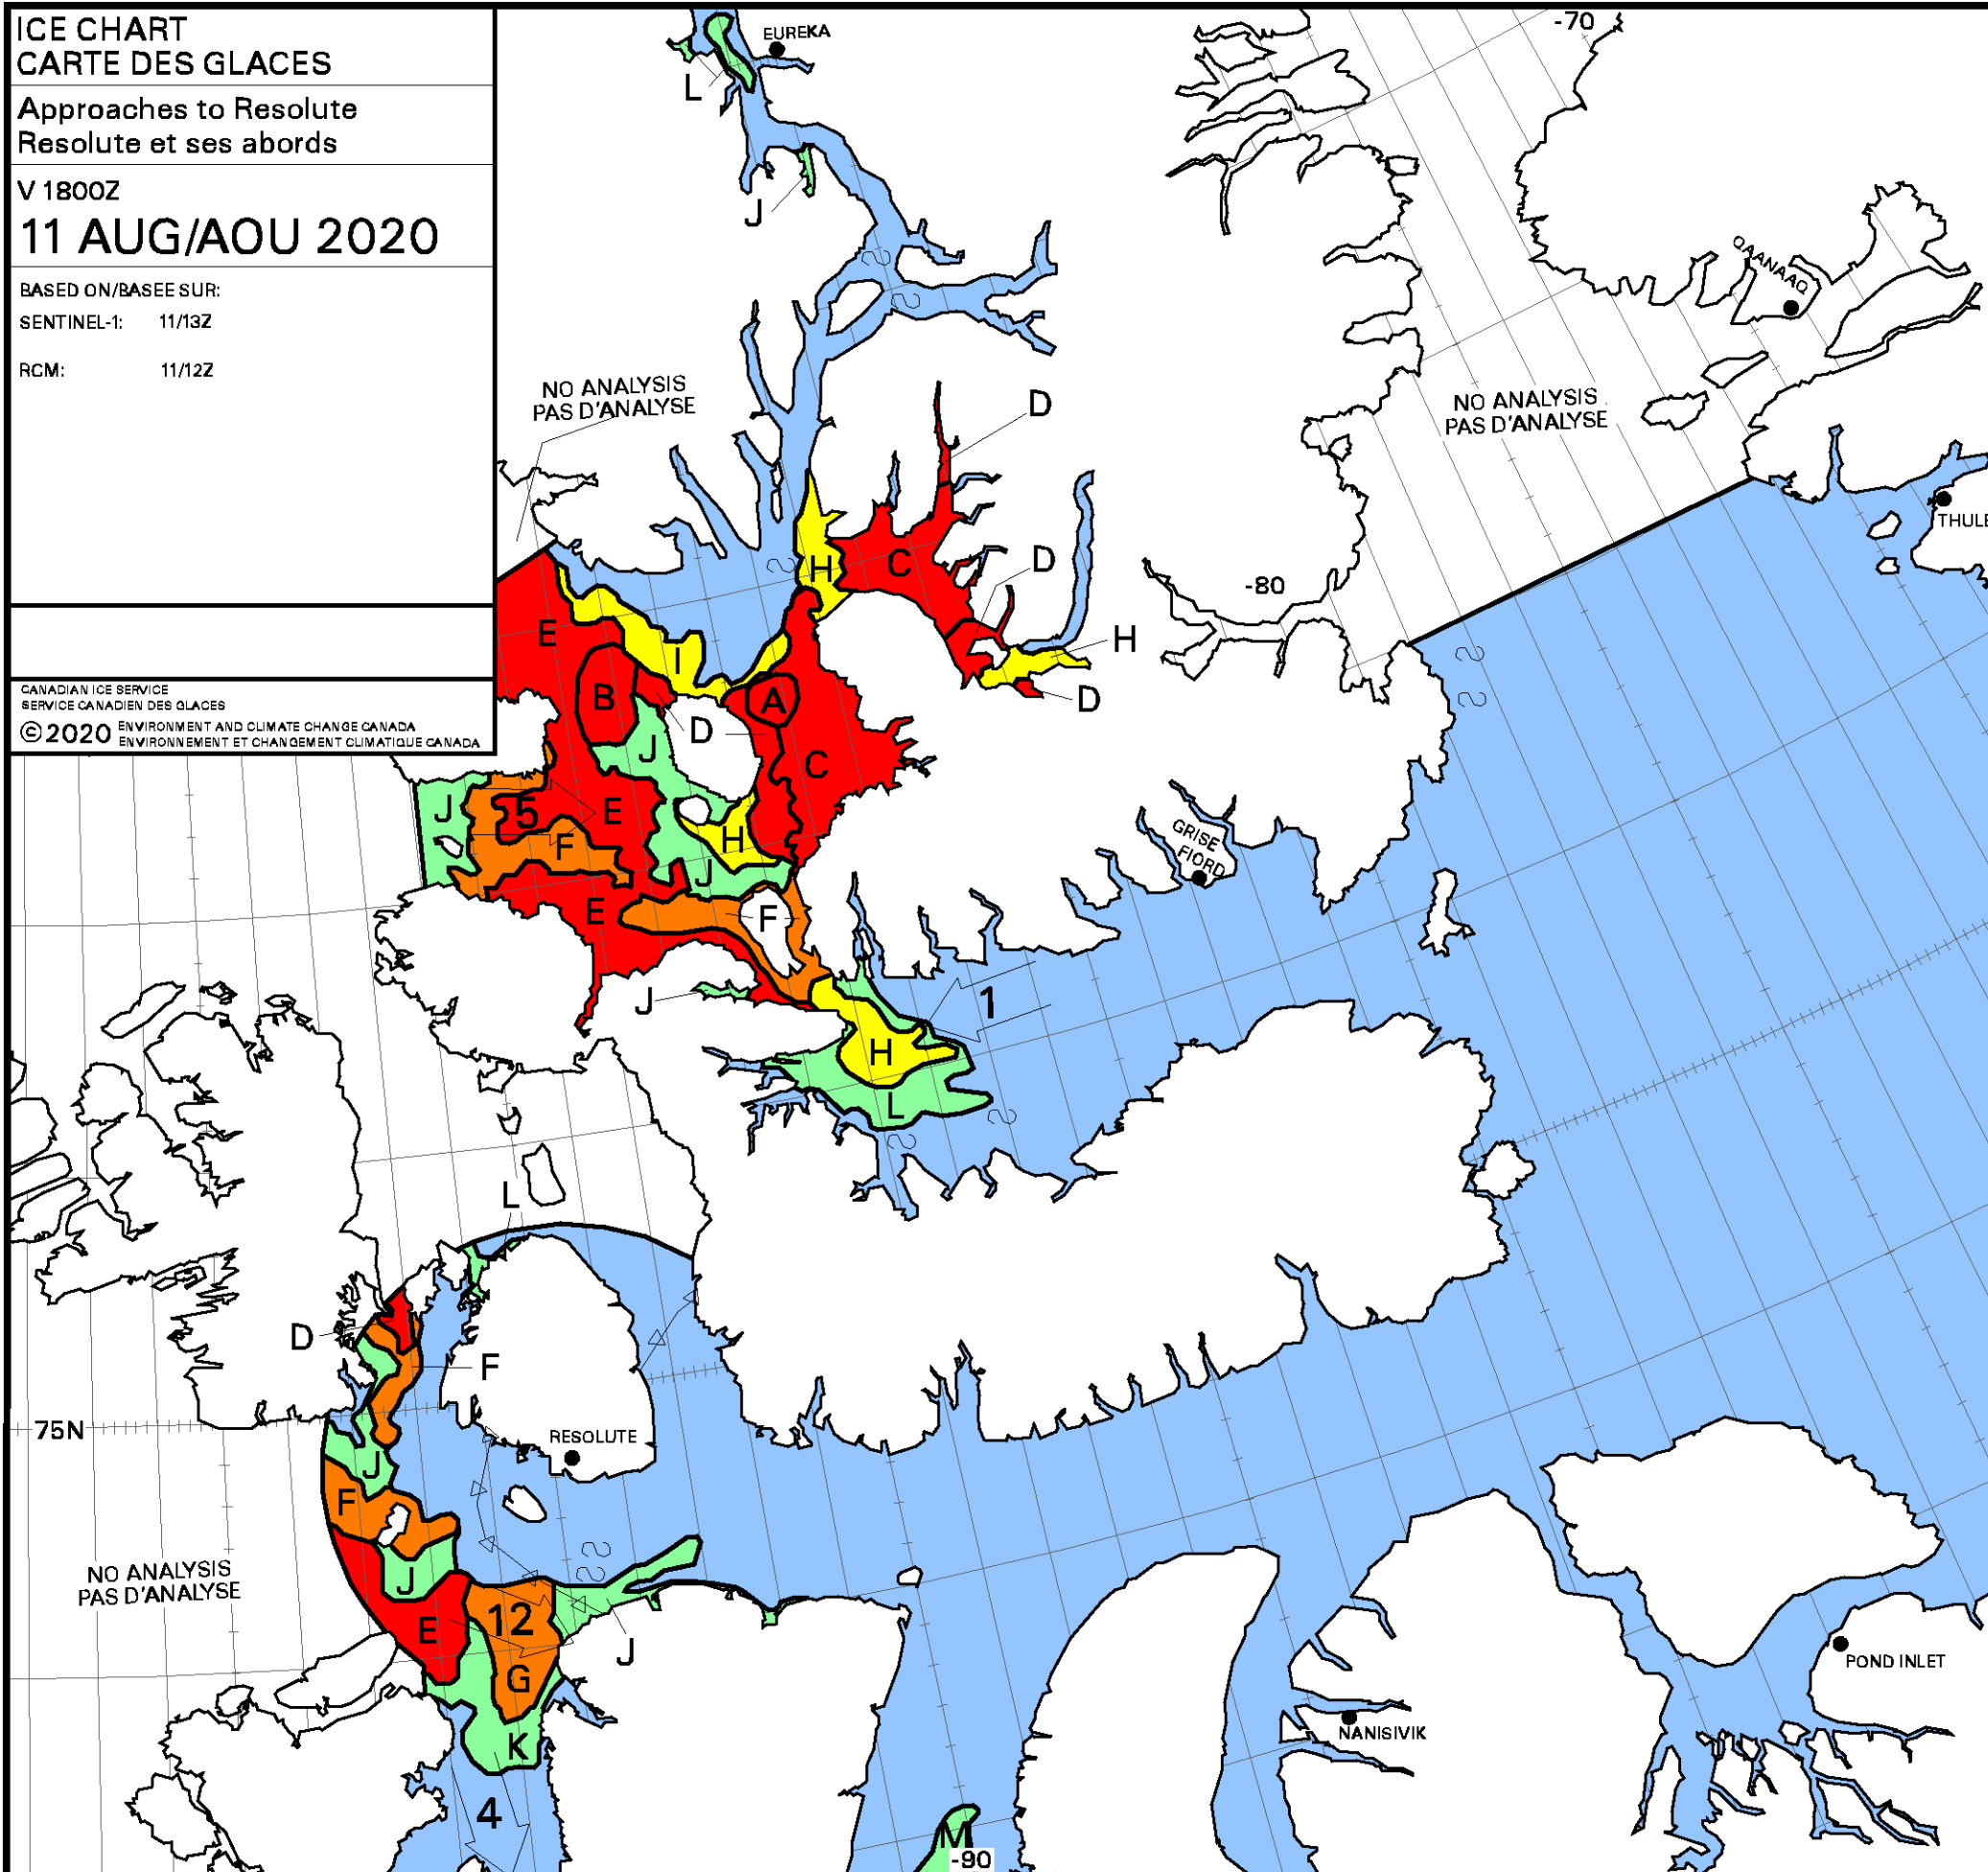 ICE CHART
CARTE DES GLACES
Approaches to Resolute
Resolute et ses abords
V 1800Z
11 AUG/AOU 2020
BASED ON/BASEE SUR:
SENTINEL-1: 11/13Z
RCM: 11/12Z
CANADIAN ICE SERVICE
SERVICE CANADIEN DES GLACES
© 2020 ENVIRONMENT AND CLIMATE CHANGE CANADA
ENVIRONNEMENT ET CHANGEMENT CLIMATIQUE CANADA
-70
EUREKA
L
J
QAANAAQ
NO ANALYSIS
PAS D'ANALYSE
D
NO ANALYSIS
PAS D'ANALYSE
THULE
H
C
D
-80
E
I
H
B
A
D
D
J
C
J
5
E
F
H
J
GRISE
FIORD
E
F
J
1
H
L
L
D
F
75N
RESOLUTE
J
F
NO ANALYSIS
PAS D'ANALYSE
J
E
12
J
G
POND INLET
K
NANISIVIK
4
M
-90